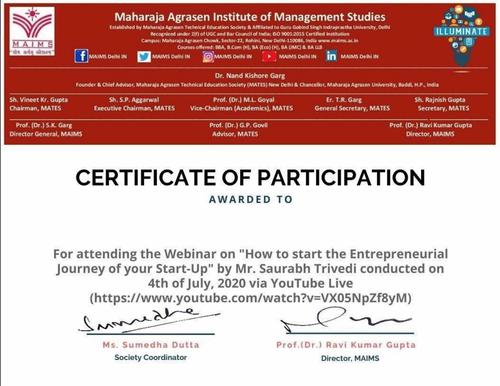 Maharaja Agrasen Institute of Management Studies
Established by Maharaja Agrasen Technical Education Society & Affiliated to Guru Gobind Singh Indraprastha University, Delhi
Recognized under 2(f) of UGC and Bar Council of India; ISO 9001:2015 Certified Institution
Campus: Maharaja Agrasen Chowk, Sector-22, Rohini, New Delhi-110086, India www.maims.ac.in
Courses offered: BBA, B.Com (H), BA (Eco) (H), BA (JMC) & BA LLB
MAIMS
ILLUMINATE
MAIMS Delhi IN MAIMS Delhi IN MAIMS Delhi IN MAIMS Delhi IN MAIMS Delhi IN
Dr. Nand Kishore Garg
Founder & Chief Advisor, Maharaja Agrasen Technical Education Society (MATES) New Delhi & Chancellor, Maharaja Agrasen University, Baddi, H.P., India
Sh. Vineet Kr. Gupta Sh. S.P. Aggarwal Prof. (Dr.) M.L. Goyal Er. T.R. Garg Sh. Rajnish Gupta
Chairman, MATES Executive Chairman, MATES Vice-Chairman (Academics), MATES General Secretary, MATES Secretary, MATES
Prof. (Dr.) S.K. Garg Prof. (Dr.) G.P. Govil Prof. (Dr.) Ravi Kumar Gupta
Director General, MAIMS Advisor, MATES Director, MAIMS
CERTIFICATE OF PARTICIPATION
AWARDED TO
For attending the Webinar on "How to start the Entrepreneurial
Journey of your Start-Up" by Mr. Saurabh Trivedi conducted on
4th of July, 2020 via YouTube Live
(https://www.youtube.com/watch?v=VX05NpZf8yM)
Sumedha
Ms. Sumedha Dutta Prof.(Dr.) Ravi Kumar Gupta
Society Coordinator Director, MAIMS